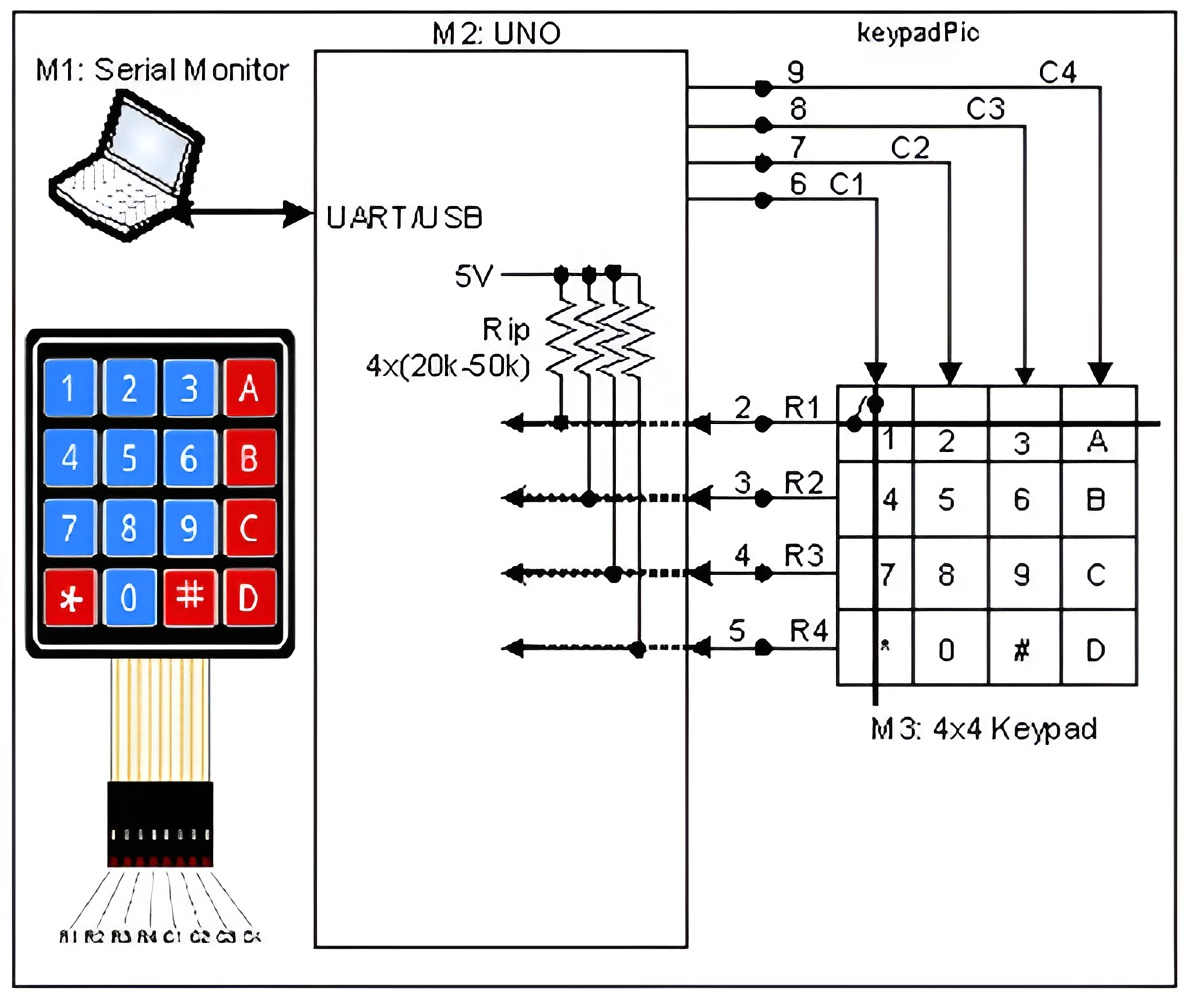 M2: UNO
keypadPic
M1: Serial Monitor
9 C4
8 C3
7 C2
6 C1
UART/USB
5V
Rip
4x(20k-50k)
1 2 3 A
4 5 6 B
7 8 9 C
* 0 # D
2 R1
3 R2
4 R3
5 R4
1 2 3 A
4 5 6 B
7 8 9 C
* 0 # D
M3: 4x4 Keypad
R1 R2 R3 R4 C1 C2 C3 C4